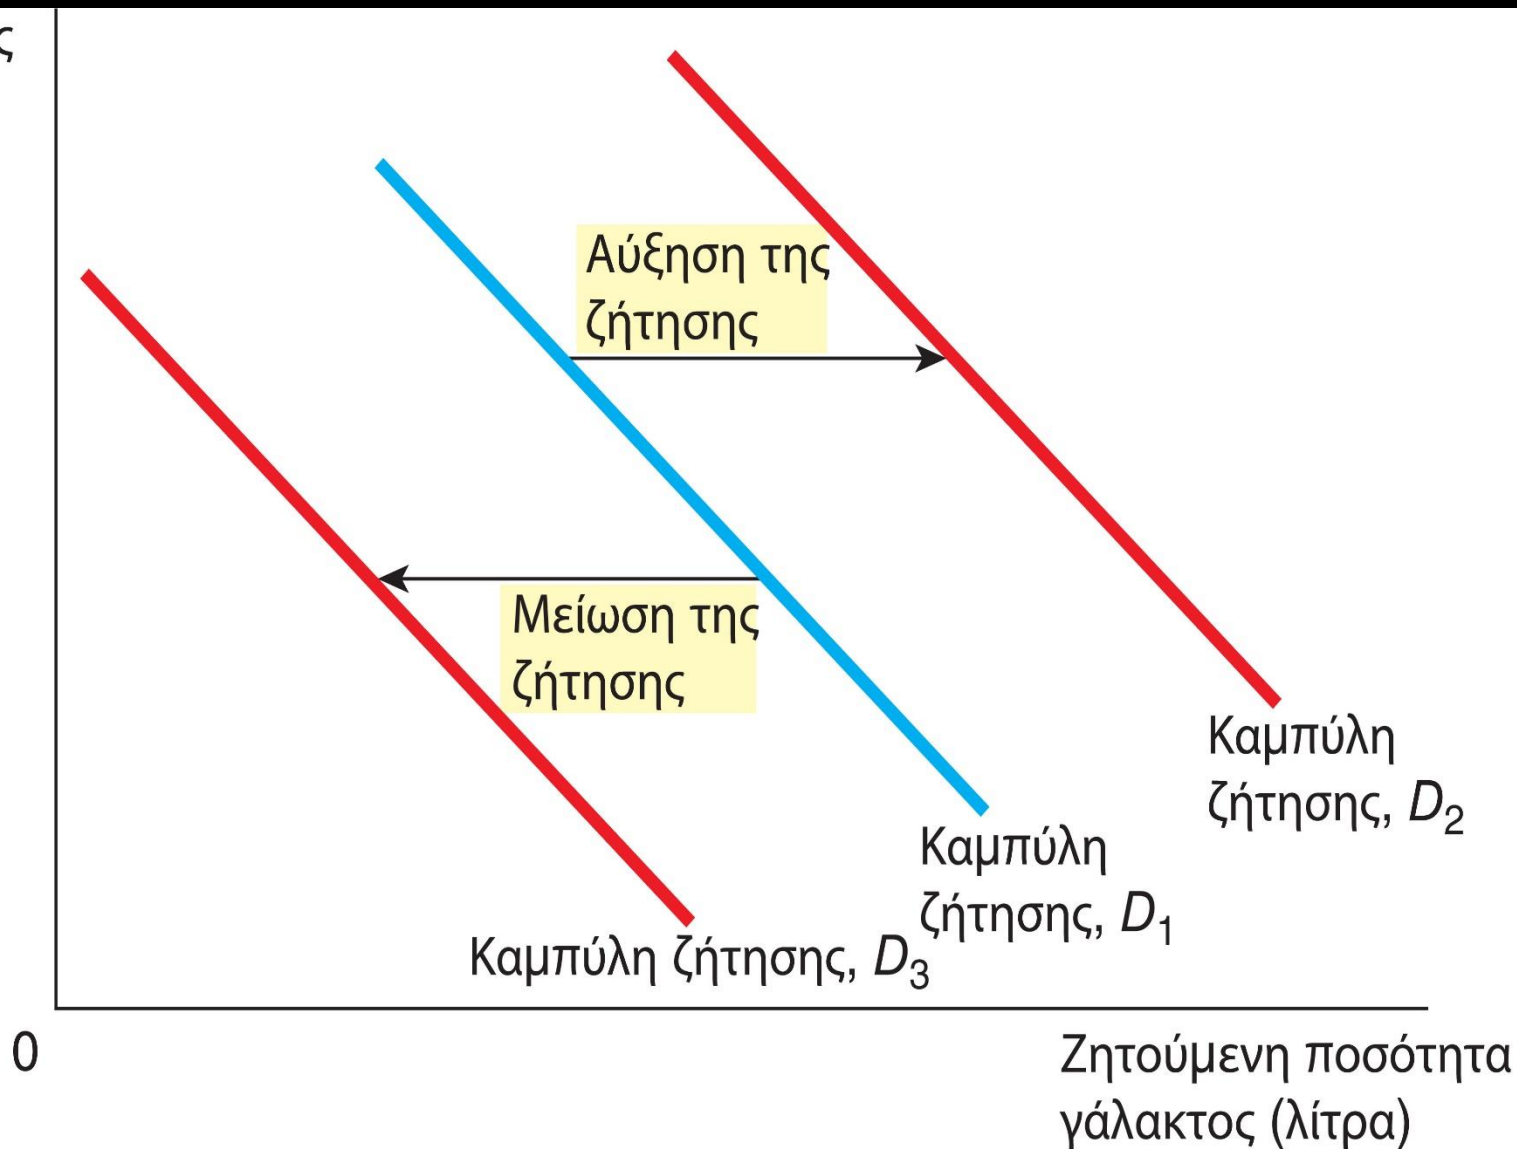 ς
Αύξηση της
ζήτησης
Μείωση της
ζήτησης
Καμπύλη
ζήτησης, D₂
Καμπύλη
ζήτησης, D₁
Καμπύλη ζήτησης, D₃
0
Ζητούμενη ποσότητα
γάλακτος (λίτρα)